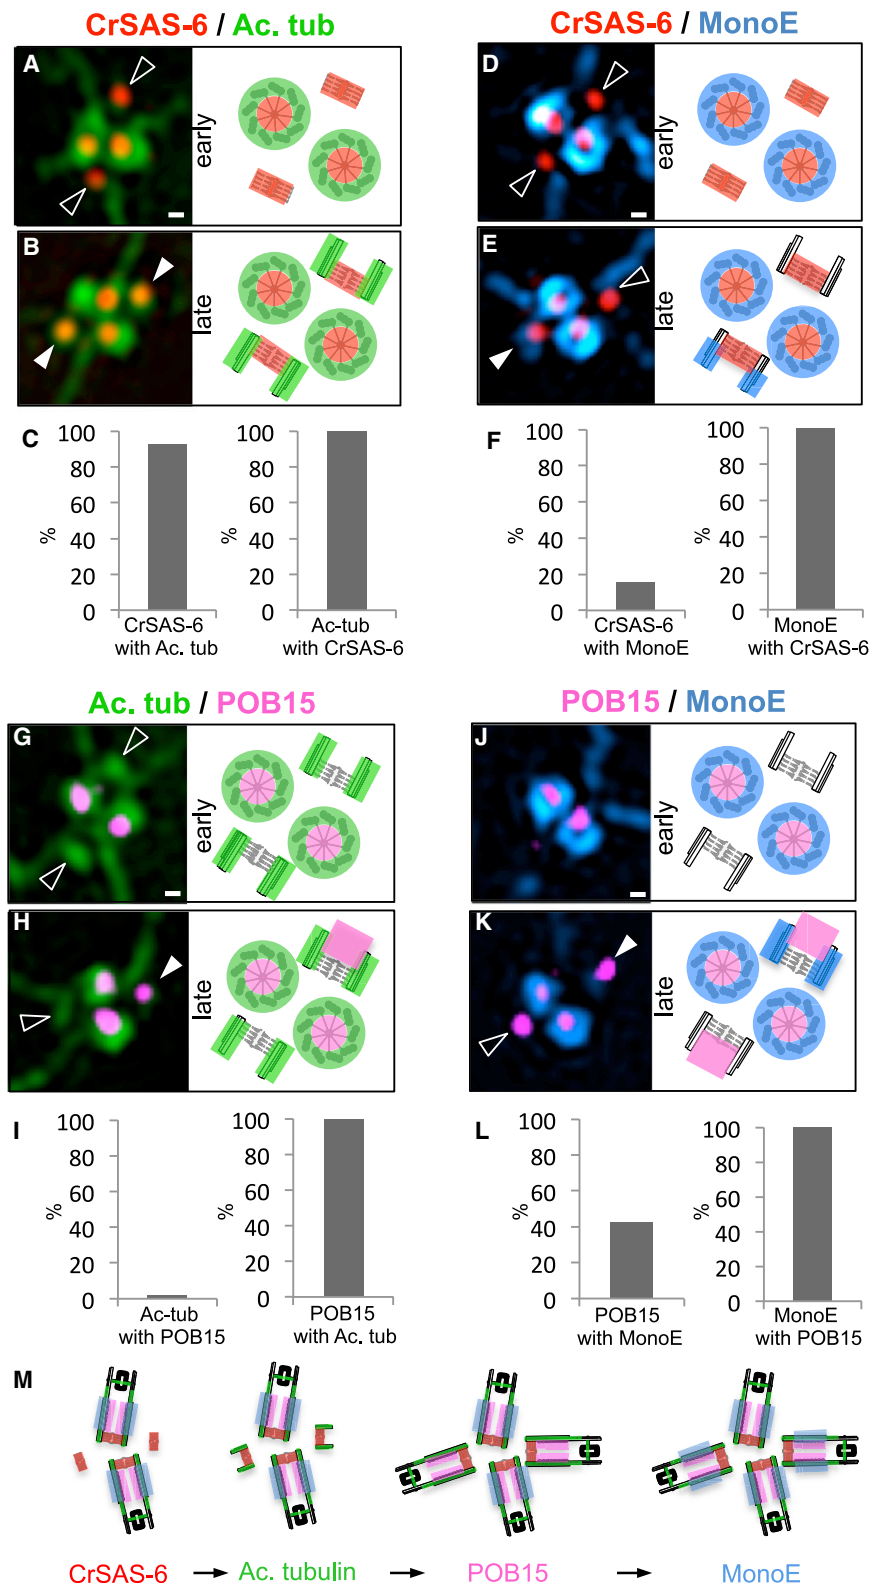 CrSAS-6 / Ac. tub
CrSAS-6 / MonoE
A
early
D
early
B
late
E
late
C
100
80
60
40
20
0
%
CrSAS-6
with Ac. tub
100
80
60
40
20
0
%
Ac-tub
with CrSAS-6
F
100
80
60
40
20
0
%
CrSAS-6
with MonoE
100
80
60
40
20
0
%
MonoE
with CrSAS-6
Ac. tub / POB15
POB15 / MonoE
G
early
J
early
H
late
K
late
I
100
80
60
40
20
0
%
Ac-tub
with POB15
100
80
60
40
20
0
%
POB15
with Ac. tub
L
100
80
60
40
20
0
%
POB15
with MonoE
100
80
60
40
20
0
%
MonoE
with POB15
M
CrSAS-6 → Ac. tubulin → POB15 → MonoE